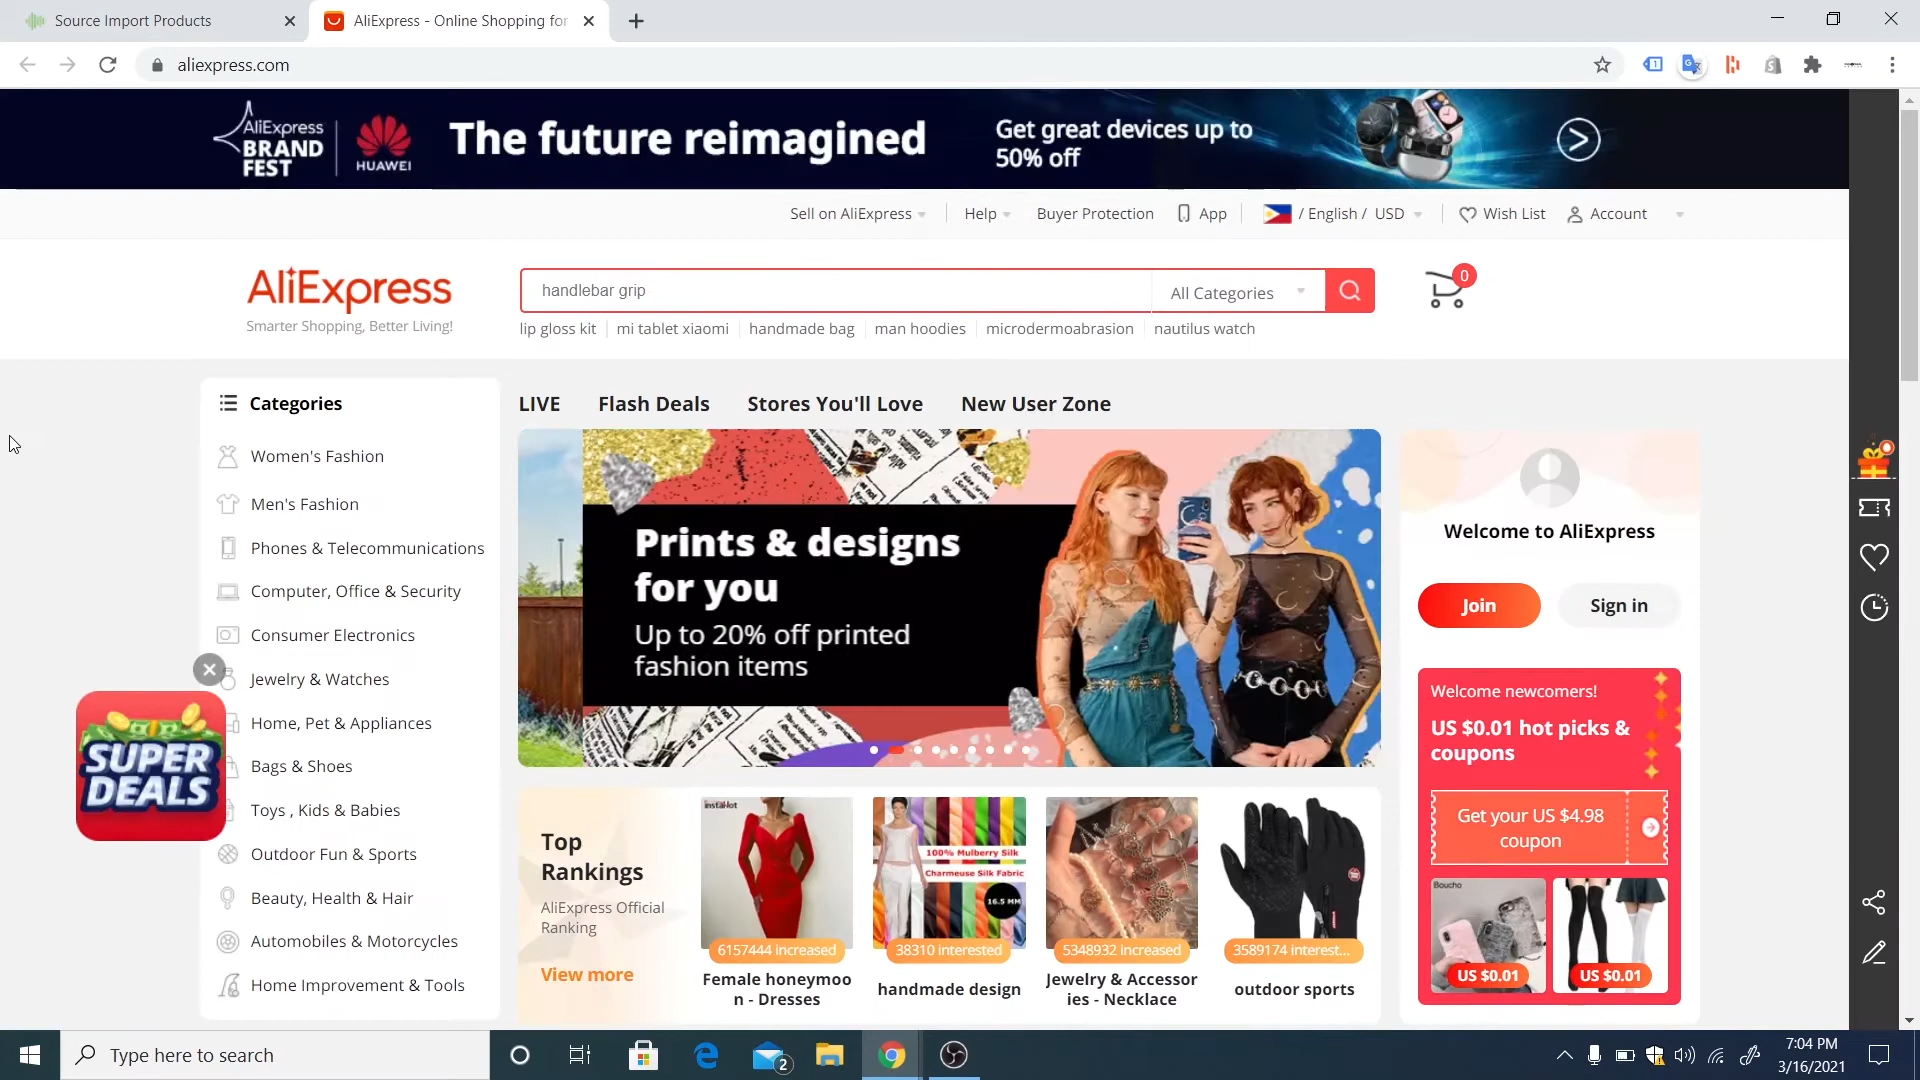 Source Import Products
AliExpress - Online Shopping for
aliexpress.com
AliExpress
BRAND
FEST
HUAWEI
The future reimagined
Get great devices up to
50% off
Sell on AliExpress
Help
Buyer Protection
App
/ English / USD
Wish List
Account
AliExpress
Smarter Shopping, Better Living!
handlebar grip
All Categories
0
lip gloss kit
mi tablet xiaomi
handmade bag
man hoodies
microdermoabrasion
nautilus watch
Categories
Women's Fashion
Men's Fashion
Phones & Telecommunications
Computer, Office & Security
Consumer Electronics
Jewelry & Watches
Home, Pet & Appliances
Bags & Shoes
Toys , Kids & Babies
Outdoor Fun & Sports
Beauty, Health & Hair
Automobiles & Motorcycles
Home Improvement & Tools
SUPER
DEALS
LIVE
Flash Deals
Stores You'll Love
New User Zone
Prints & designs
for you
Up to 20% off printed
fashion items
Welcome to AliExpress
Join
Sign in
Welcome newcomers!
US $0.01 hot picks &
coupons
Get your US $4.98
coupon
Boucho
US $0.01
US $0.01
Top
Rankings
AliExpress Official
Ranking
View more
instaHot
6157444 increased
Female honeymoo
n - Dresses
100% Mulberry Silk
Charmeuse Silk Fabric
16.5 MM
38310 interested
handmade design
5348932 increased
Jewelry & Accessor
ies - Necklace
3589174 interest...
outdoor sports
Type here to search
2
7:04 PM
3/16/2021